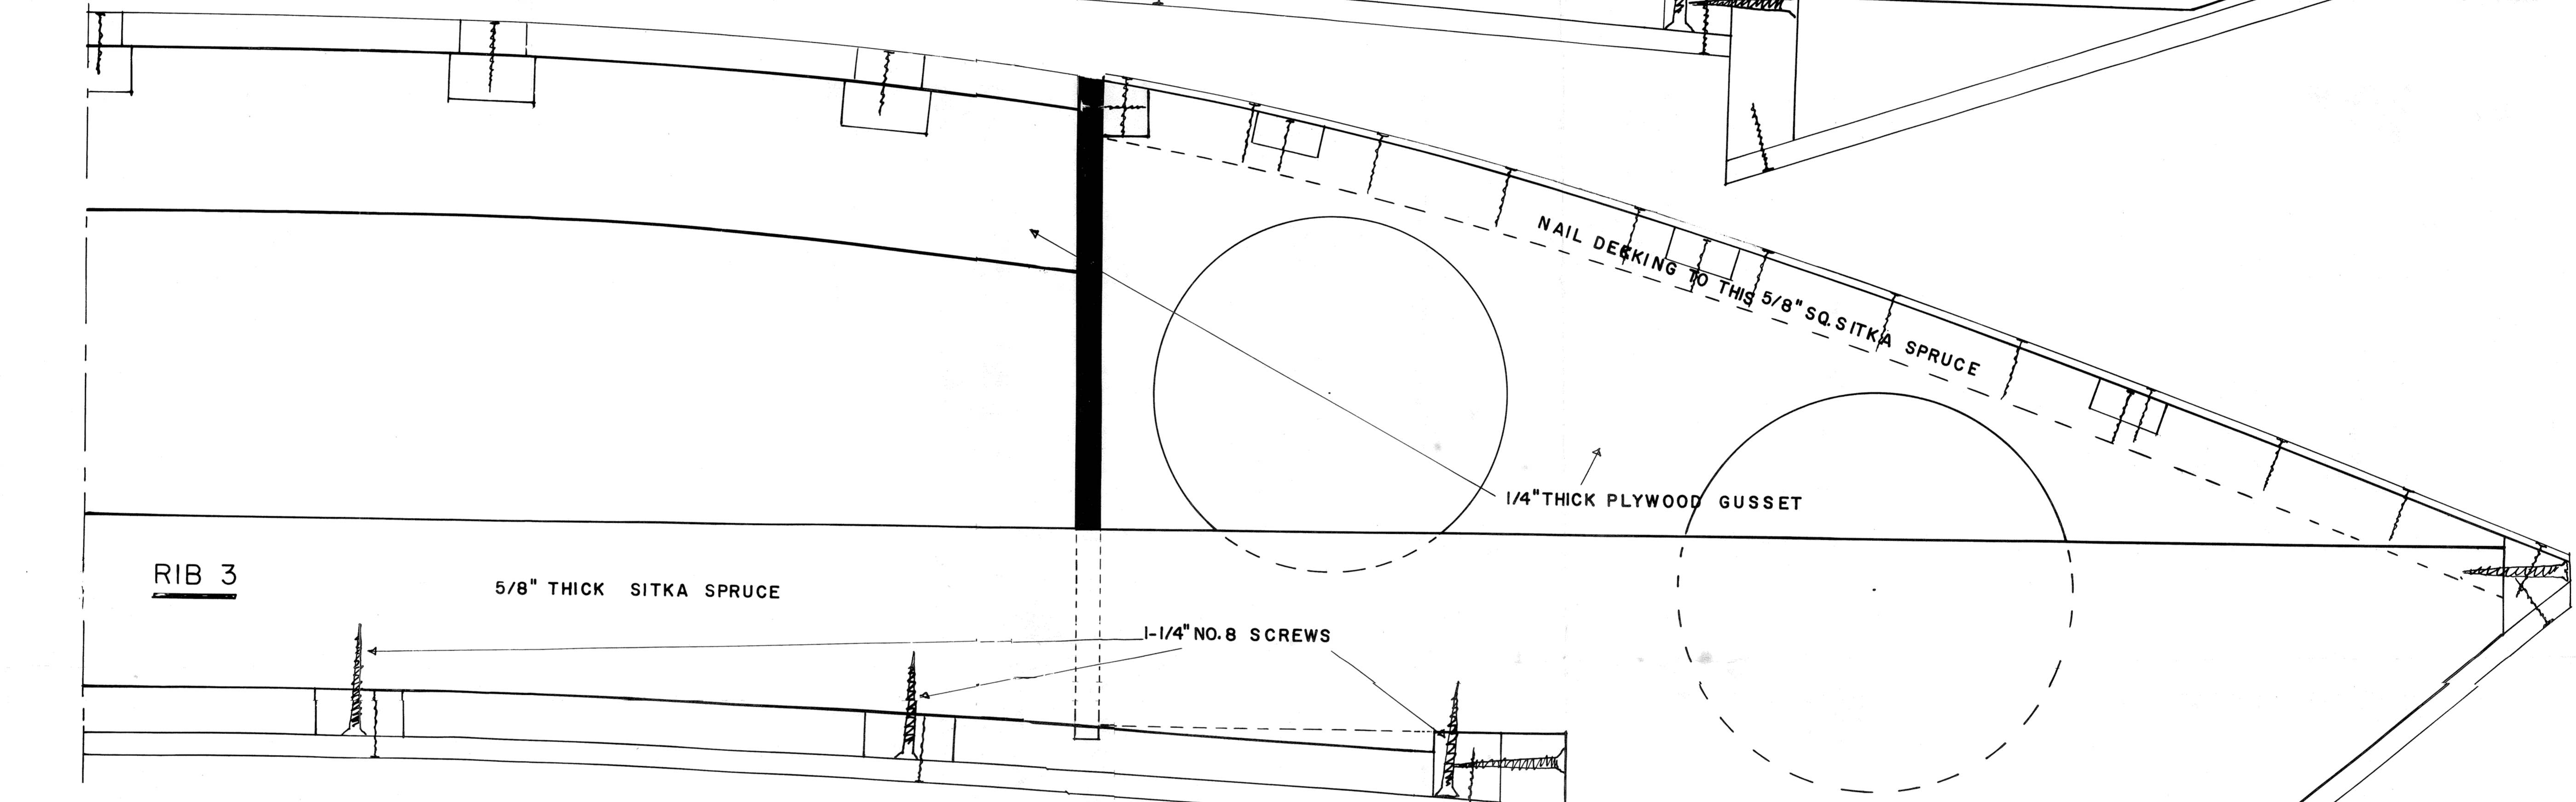 NAIL DECKING TO THIS 5/8" SQ. SITKA SPRUCE
1/4" THICK PLYWOOD GUSSET
RIB 3
5/8" THICK SITKA SPRUCE
1-1/4" NO. 8 SCREWS